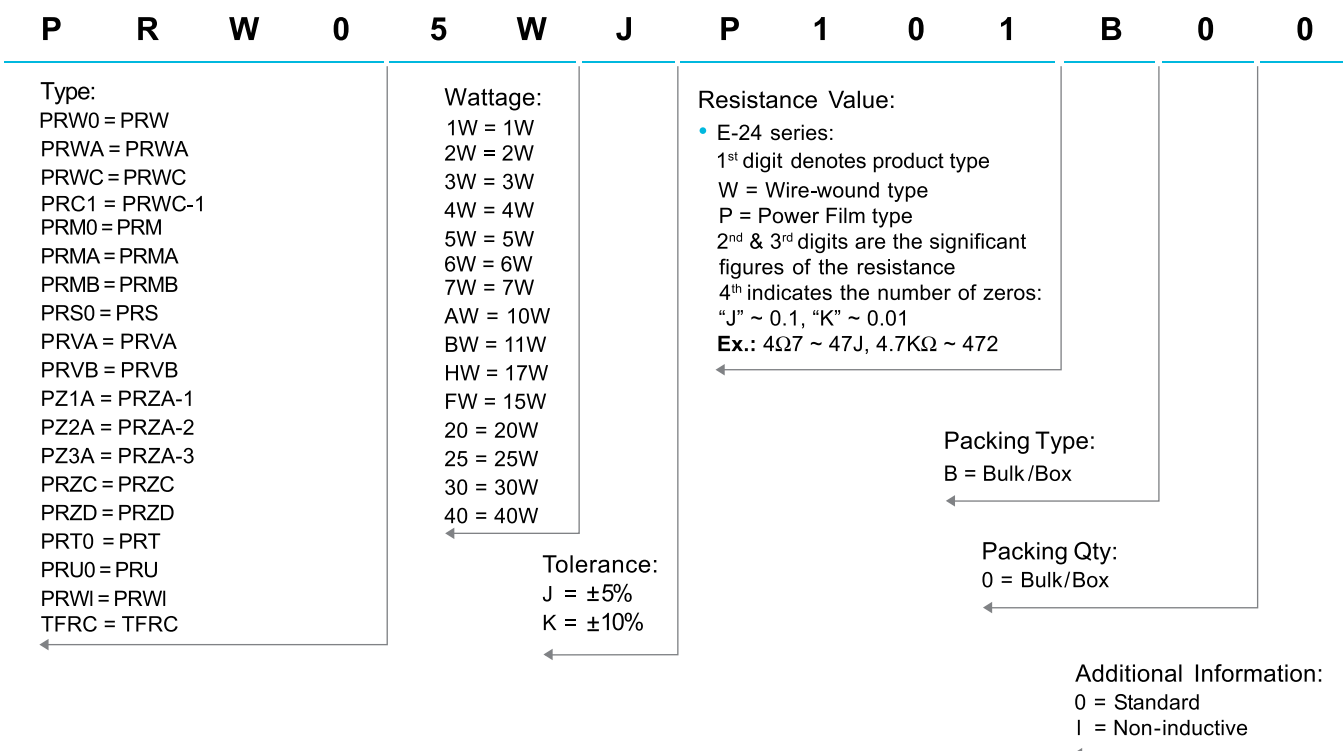 P R W 0 5 W J P 1 0 1 B 0 0
Type:
PRW0 = PRW
PRWA = PRWA
PRWC = PRWC
PRC1 = PRWC-1
PRM0 = PRM
PRMA = PRMA
PRMB = PRMB
PRS0 = PRS
PRVA = PRVA
PRVB = PRVB
PZ1A = PRZA-1
PZ2A = PRZA-2
PZ3A = PRZA-3
PRZC = PRZC
PRZD = PRZD
PRT0 = PRT
PRU0 = PRU
PRWI = PRWI
TFRC = TFRC
Wattage:
1W = 1W
2W = 2W
3W = 3W
4W = 4W
5W = 5W
6W = 6W
7W = 7W
AW = 10W
BW = 11W
HW = 17W
FW = 15W
20 = 20W
25 = 25W
30 = 30W
40 = 40W
Tolerance:
J = ±5%
K = ±10%
Resistance Value:
• E-24 series:
1st digit denotes product type
W = Wire-wound type
P = Power Film type
2nd & 3rd digits are the significant
figures of the resistance
4th indicates the number of zeros:
“J” ~ 0.1, “K” ~ 0.01
Ex.: 4Ω7 ~ 47J, 4.7KΩ ~ 472
Packing Type:
B = Bulk/Box
Packing Qty:
0 = Bulk/Box
Additional Information:
0 = Standard
I = Non-inductive